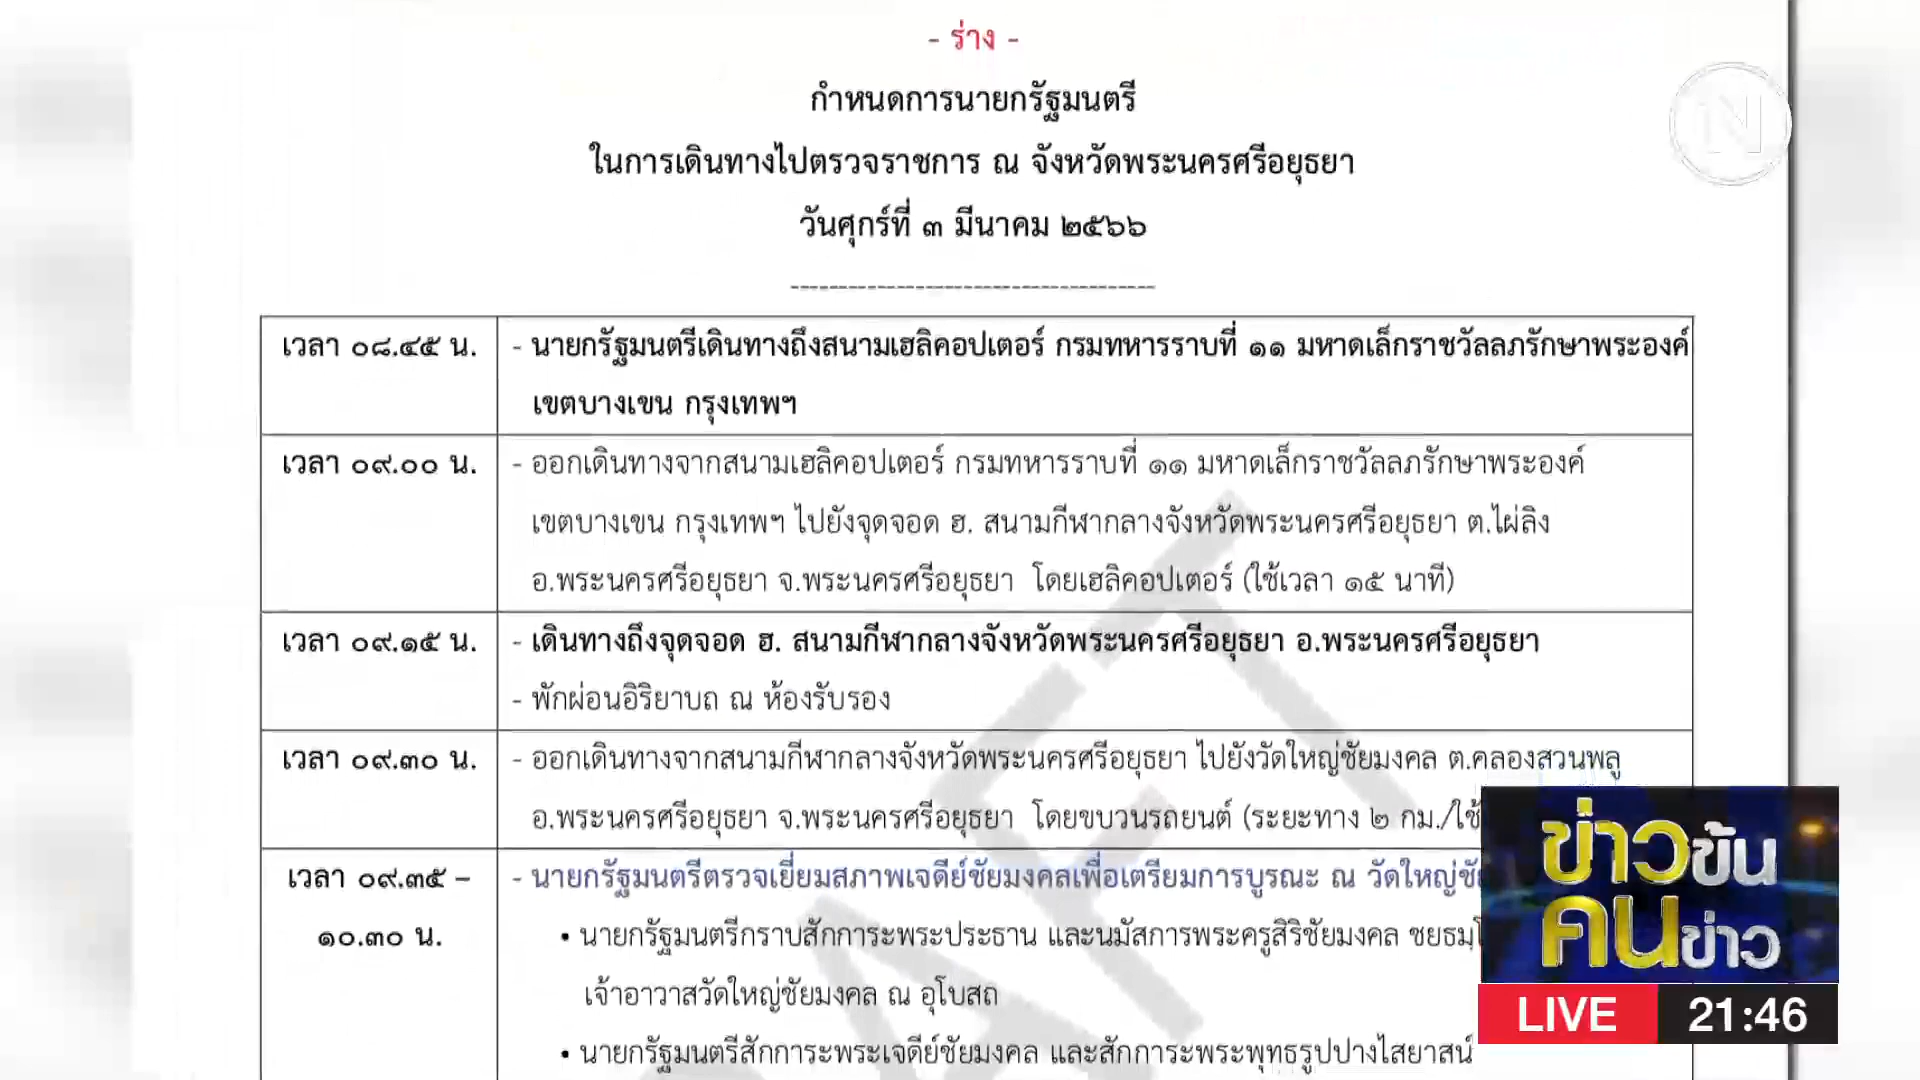 - ร่าง -
กำหนดการนายกรัฐมนตรี
ในการเดินทางไปตรวจราชการ ณ จังหวัดพระนครศรีอยุธยา
วันศุกร์ที่ ๓ มีนาคม ๒๕๖๖
เวลา ๐๘.๔๕ น.
- นายกรัฐมนตรีเดินทางถึงสนามเฮลิคอปเตอร์ กรมทหารราบที่ ๑๑ มหาดเล็กราชวัลลภรักษาพระองค์
เขตบางเขน กรุงเทพฯ
เวลา ๐๙.๐๐ น.
- ออกเดินทางจากสนามเฮลิคอปเตอร์ กรมทหารราบที่ ๑๑ มหาดเล็กราชวัลลภรักษาพระองค์
เขตบางเขน กรุงเทพฯ ไปยังจุดจอด ฮ. สนามกีฬากลางจังหวัดพระนครศรีอยุธยา ต.ไผ่ลิง
อ.พระนครศรีอยุธยา จ.พระนครศรีอยุธยา โดยเฮลิคอปเตอร์ (ใช้เวลา ๑๕ นาที)
เวลา ๐๙.๑๕ น.
- เดินทางถึงจุดจอด ฮ. สนามกีฬากลางจังหวัดพระนครศรีอยุธยา อ.พระนครศรีอยุธยา
- พักผ่อนอิริยาบถ ณ ห้องรับรอง
เวลา ๐๙.๓๐ น.
- ออกเดินทางจากสนามกีฬากลางจังหวัดพระนครศรีอยุธยา ไปยังวัดใหญ่ชัยมงคล ต.คลองสวนพลู
อ.พระนครศรีอยุธยา จ.พระนครศรีอยุธยา โดยขบวนรถยนต์ (ระยะทาง ๒ กม./ใช้
เวลา ๐๙.๓๕ –
๑๐.๓๐ น.
- นายกรัฐมนตรีตรวจเยี่ยมสภาพเจดีย์ชัยมงคลเพื่อเตรียมการบูรณะ ณ วัดใหญ่
• นายกรัฐมนตรีกราบสักการะพระประธาน และนมัสการพระครูสิริชัยมงคล
เจ้าอาวาสวัดใหญ่ชัยมงคล ณ อุโบสถ
• นายกรัฐมนตรีสักการะพระเจดีย์ชัยมงคล และสักการะพระพุทธรูปปางไสยาสน์
N
ข่าวข้น
คนข่าว
LIVE 21:46